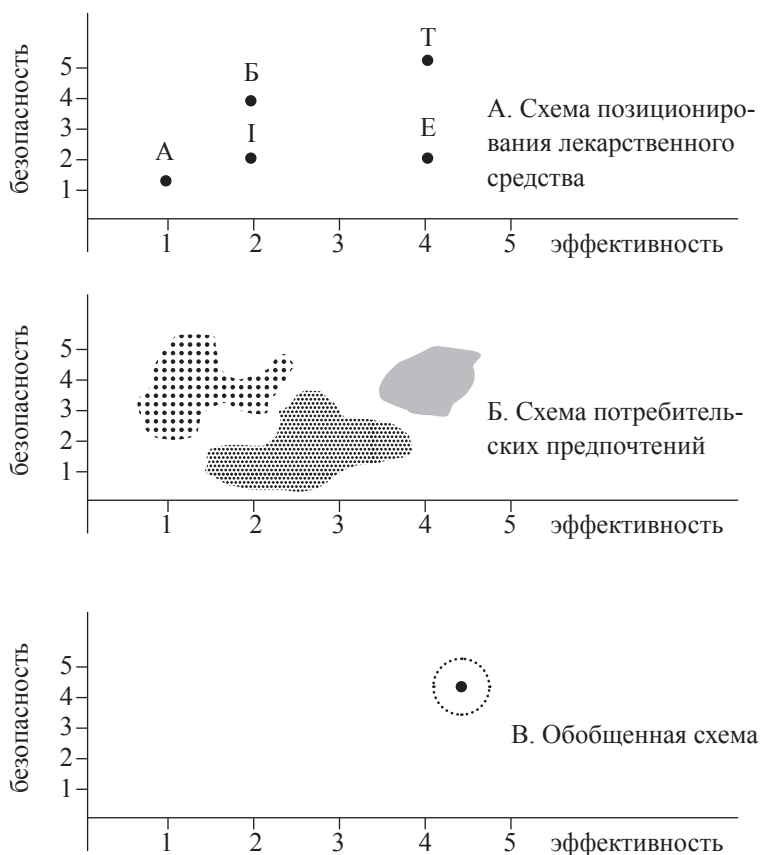 безопасность
5
4
3
2
1
А
Б
І
Т
Е
1
2
3
4
5
эффективность
А. Схема позициониро-
вания лекарственного
средства
безопасность
5
4
3
2
1
1
2
3
4
5
эффективность
Б. Схема потребитель-
ских предпочтений
безопасность
5
4
3
2
1
1
2
3
4
5
эффективность
В. Обобщенная схема